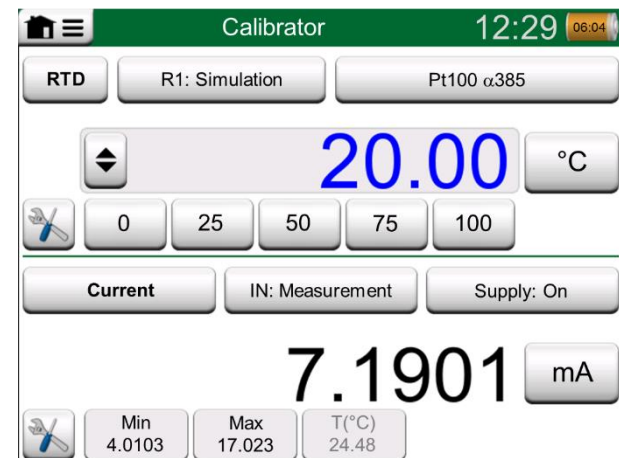 Calibrator 12:29 06:04
RTD R1: Simulation Pt100 α385
20.00 °C
0 25 50 75 100
Current IN: Measurement Supply: On
7.1901 mA
Min Max T(°C)
4.0103 17.023 24.48